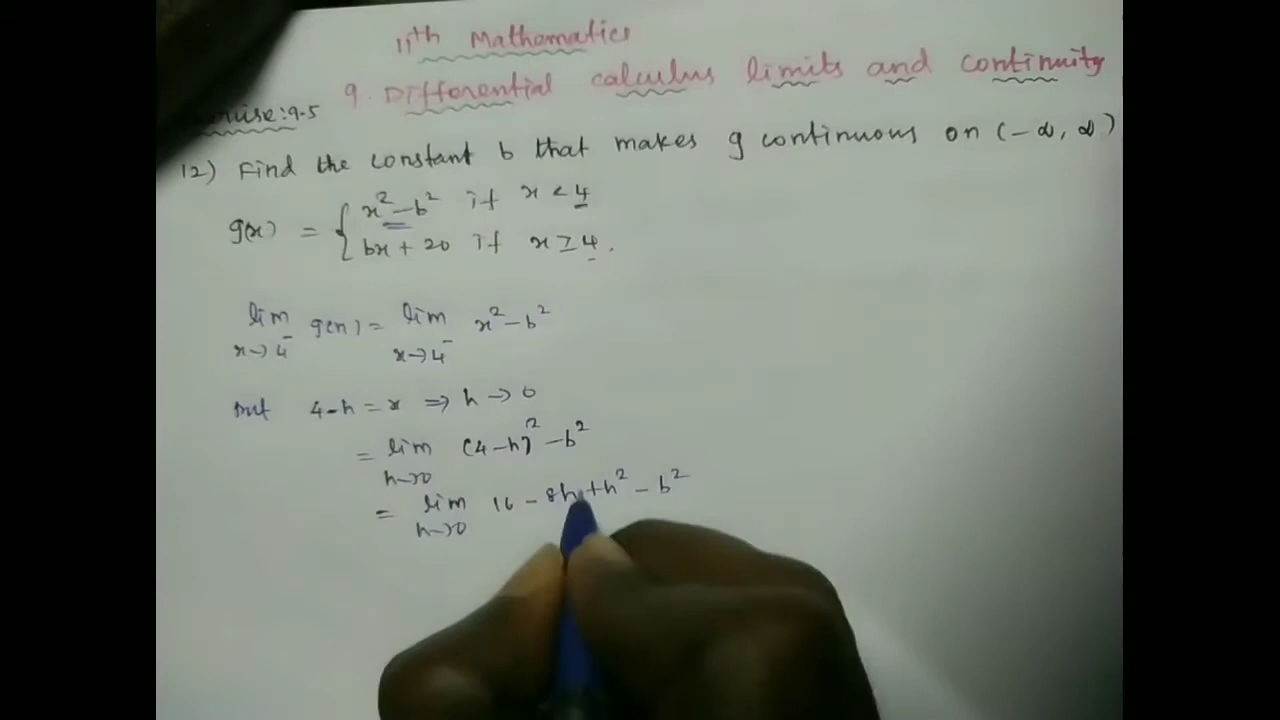 11th Mathematics
9. Differential calculus limits and continuity
:9.5
12) Find the constant b that makes g continuous on (-∞, ∞)
g(x) = { x² - b² if x < 4
bx + 20 if x ≥ 4.
lim x→4⁻ g(x) = lim x→4⁻ x² - b²
Put 4-h = x ⇒ h → 0
= lim h→0 (4-h)² - b²
= lim h→0 16 - 8h + h² - b²